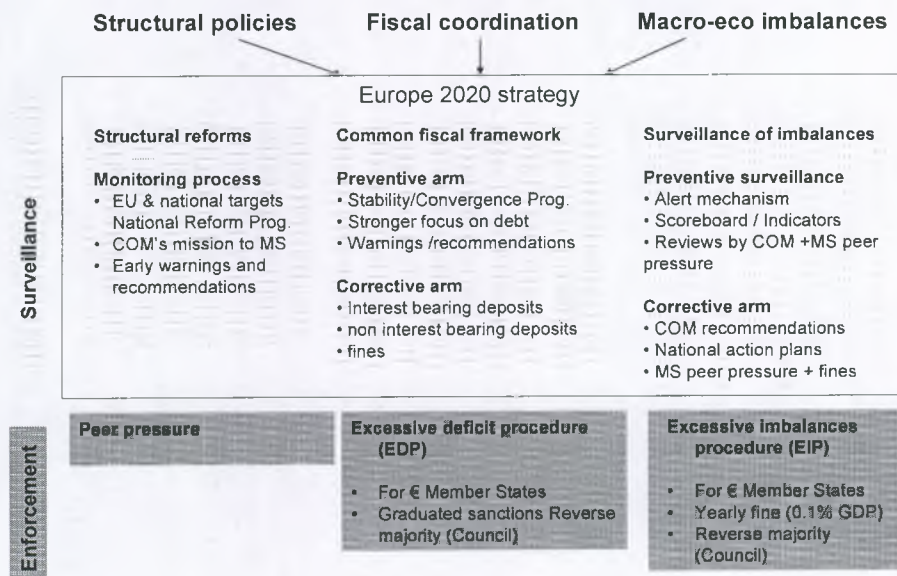 Structural policies
Fiscal coordination
Macro-eco imbalances
Surveillance
Europe 2020 strategy
Structural reforms
Monitoring process
• EU & national targets
National Reform Prog.
• COM's mission to MS
• Early warnings and
recommendations
Common fiscal framework
Preventive arm
• Stability/Convergence Prog.
• Stronger focus on debt
• Warnings /recommendations
Corrective arm
• Interest bearing deposits
• non interest bearing deposits
• fines
Surveillance of imbalances
Preventive surveillance
• Alert mechanism
• Scoreboard / Indicators
• Reviews by COM +MS peer
pressure
Corrective arm
• COM recommendations
• National action plans
• MS peer pressure + fines
Enforcement
Peer pressure
Excessive deficit procedure
(EDP)
• For € Member States
• Graduated sanctions Reverse
majority (Council)
Excessive imbalances
procedure (EIP)
• For € Member States
• Yearly fine (0.1% GDP)
• Reverse majority
(Council)